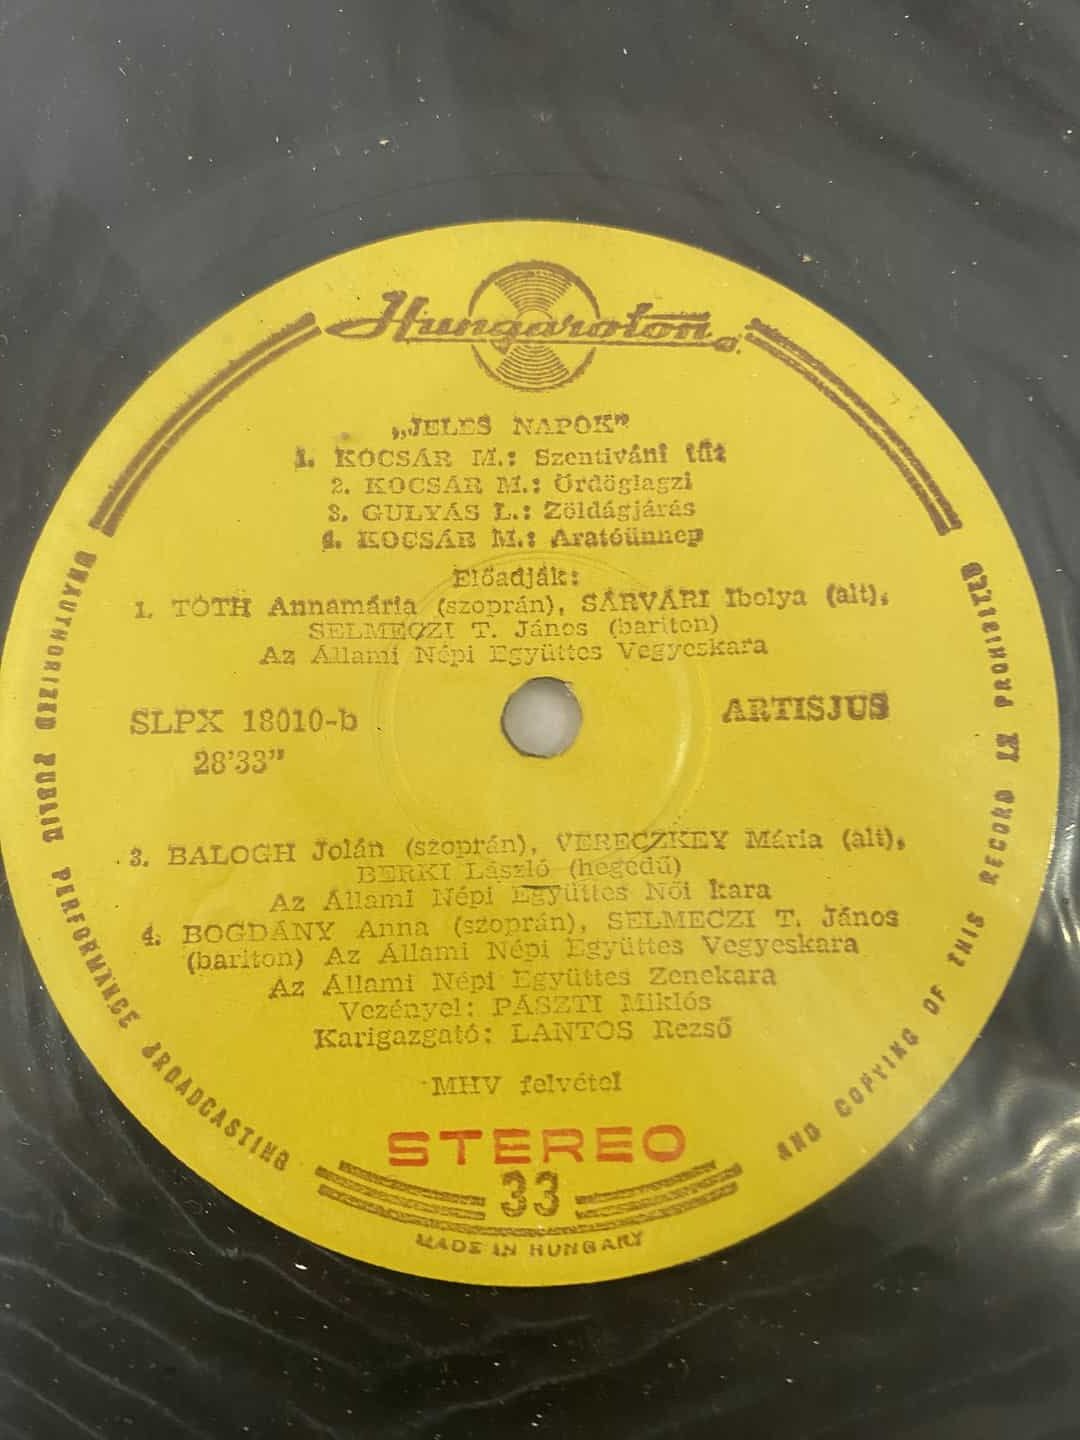 Hungaroton
„JELES NAPOK”
1. KOCSÁR M.: Szentiváni tűz
2. KOCSÁR M.: Ördöglagzi
3. GULYÁS L.: Zöldágjárás
4. KOCSÁR M.: Aratóünnep
Előadják:
1. TÓTH Annamária (szoprán), SÁRVÁRI Ibolya (alt),
SELMECZI T. János (bariton)
Az Állami Népi Együttes Vegyeskara
SLPX 18010-b
28’33”
ARTISJUS
3. BALOGH Jolán (szoprán), VERECZKEY Mária (alt),
BERKI László (hegedű)
Az Állami Népi Együttes Női kara
4. BOGDÁNY Anna (szoprán), SELMECZI T. János
(bariton) Az Állami Népi Együttes Vegyeskara
Az Állami Népi Együttes Zenekara
Vezényel: PÁSZTI Miklós
Karigazgató: LANTOS Rezső
MHV felvétel
STEREO
33
MADE IN HUNGARY
UNAUTHORIZED PUBLIC PERFORMANCE BROADCASTING AND COPYING OF THIS RECORD IS PROHIBITED